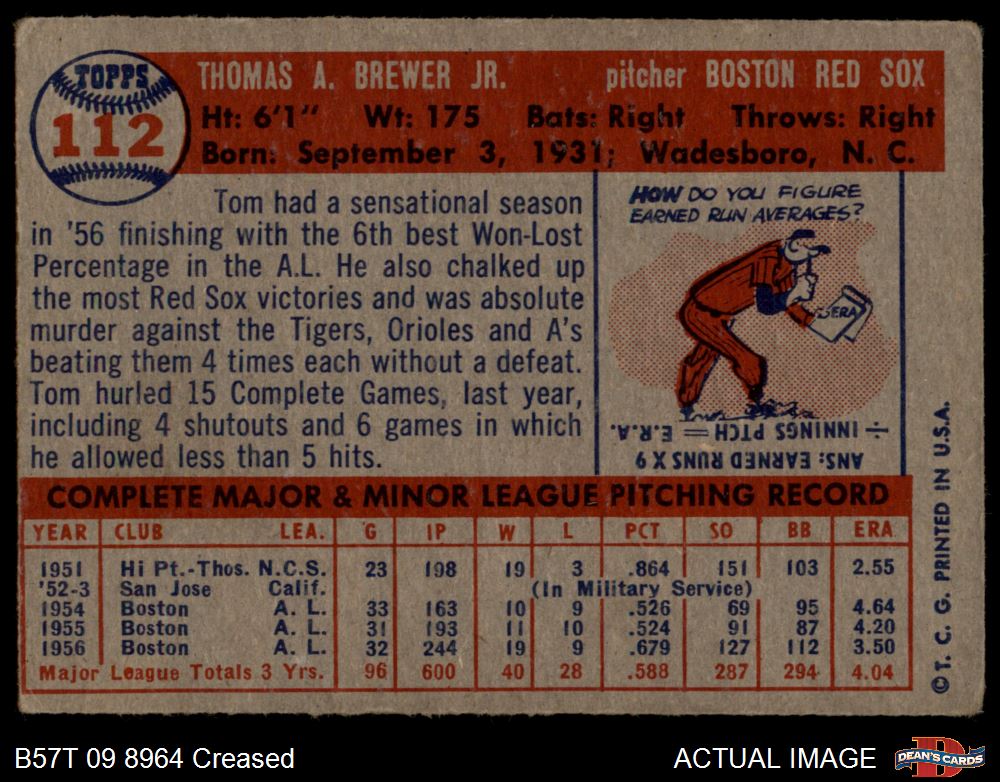 TOPPS
112
THOMAS A. BREWER JR. pitcher BOSTON RED SOX
Ht: 6'1" Wt: 175 Bats: Right Throws: Right
Born: September 3, 1931; Wadesboro, N. C.
Tom had a sensational season
in '56 finishing with the 6th best Won-Lost
Percentage in the A.L. He also chalked up
the most Red Sox victories and was absolute
murder against the Tigers, Orioles and A's
beating them 4 times each without a defeat.
Tom hurled 15 Complete Games, last year,
including 4 shutouts and 6 games in which
he allowed less than 5 hits.
HOW DO YOU FIGURE
EARNED RUN AVERAGES?
ERA
ANS: EARNED RUNS X 9
÷ INNINGS PTCH = E.R.A.
COMPLETE MAJOR & MINOR LEAGUE PITCHING RECORD
YEAR CLUB LEA. G IP W L PCT SO BB ERA
1951 Hi Pt.-Thos. N.C.S. 23 198 19 3 .864 151 103 2.55
'52-3 San Jose Calif. (In Military Service)
1954 Boston A. L. 33 163 10 9 .526 69 95 4.64
1955 Boston A. L. 31 193 11 10 .524 91 87 4.20
1956 Boston A. L. 32 244 19 9 .679 127 112 3.50
Major League Totals 3 Yrs. 96 600 40 28 .588 287 294 4.04
© T. C. G. PRINTED IN U.S.A.
B57T 09 8964 Creased
ACTUAL IMAGE
D
DEAN'S CARDS